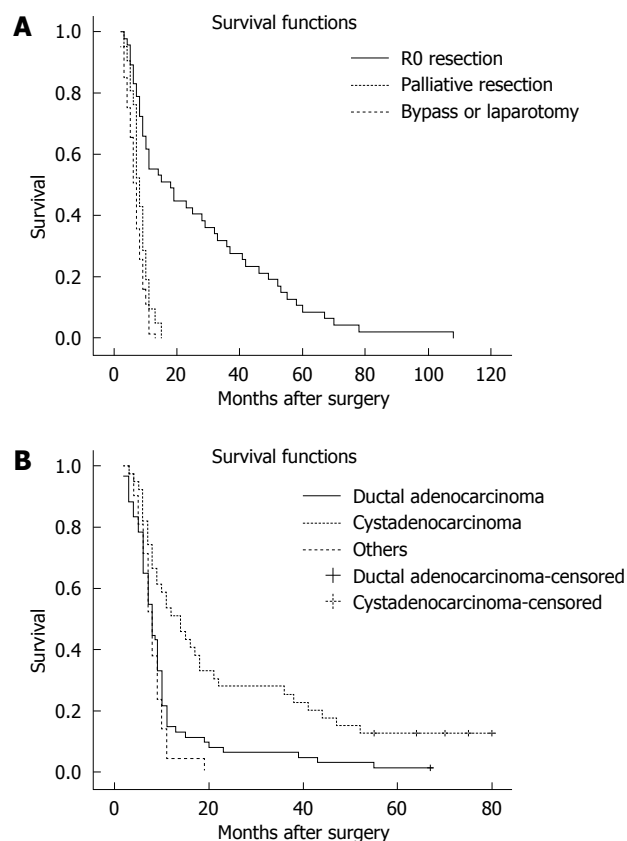 A
Survival functions
R0 resection
Palliative resection
Bypass or laparotomy
1.0
0.8
0.6
0.4
0.2
0.0
Survival
0 20 40 60 80 100 120
Months after surgery
B
Survival functions
Ductal adenocarcinoma
Cystadenocarcinoma
Others
Ductal adenocarcinoma-censored
Cystadenocarcinoma-censored
1.0
0.8
0.6
0.4
0.2
0.0
Survival
0 20 40 60 80
Months after surgery